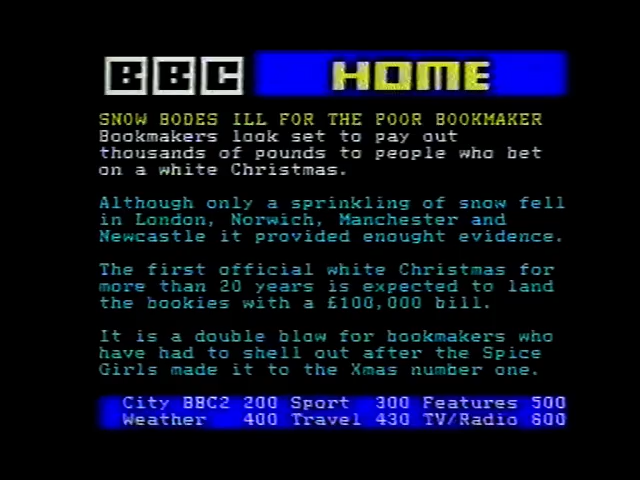 BBC HOME
SNOW BODES ILL FOR THE POOR BOOKMAKER
Bookmakers look set to pay out
thousands of pounds to people who bet
on a white Christmas.
Although only a sprinkling of snow fell
in London, Norwich, Manchester and
Newcastle it provided enought evidence.
The first official white Christmas for
more than 20 years is expected to land
the bookies with a £100,000 bill.
It is a double blow for bookmakers who
have had to shell out after the Spice
Girls made it to the Xmas number one.
City BBC2 200 Sport 300 Features 500
Weather 400 Travel 430 TV/Radio 600